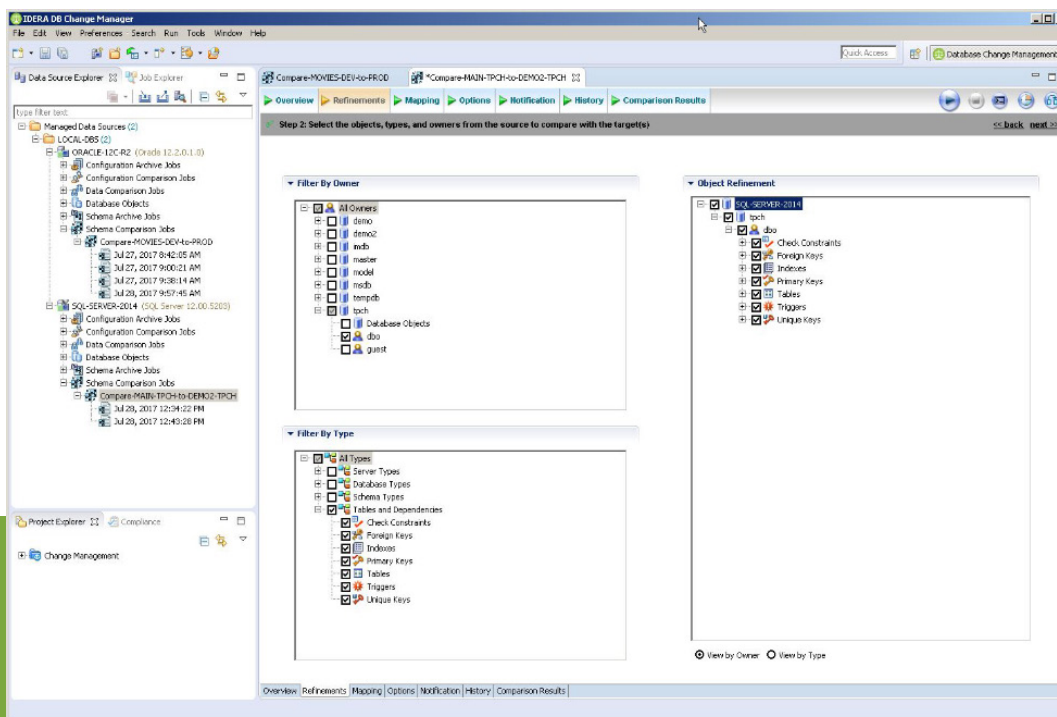 IDERA DB Change Manager
File Edit View Preferences Search Run Tools Window Help
Quick Access
Database Change Management
Data Source Explorer
Job Explorer
type filter text
Managed Data Sources (2)
LOCAL-DBS (2)
ORACLE-12C-R2 (Oracle 12.2.0.1.0)
Configuration Archive Jobs
Configuration Comparison Jobs
Data Comparison Jobs
Database Objects
Schema Archive Jobs
Schema Comparison Jobs
Compare-MOVIES-DEV-to-PROD
Jul 27, 2017 8:42:05 AM
Jul 27, 2017 9:00:21 AM
Jul 27, 2017 9:38:14 AM
Jul 28, 2017 9:57:45 AM
SQL-SERVER-2014 (SQL Server 12.00.5203)
Configuration Archive Jobs
Configuration Comparison Jobs
Data Comparison Jobs
Database Objects
Schema Archive Jobs
Schema Comparison Jobs
Compare-MAIN-TPCH-to-DEMO2-TPCH
Jul 28, 2017 12:34:22 PM
Jul 28, 2017 12:43:28 PM
Project Explorer
Compliance
Change Management
Compare-MOVIES-DEV-to-PROD
*Compare-MAIN-TPCH-to-DEMO2-TPCH
Overview Refinements Mapping Options Notification History Comparison Results
Step 2: Select the objects, types, and owners from the source to compare with the target(s)
<<back next>>
Filter By Owner
All Owners
demo
demo2
imdb
master
model
msdb
tempdb
tpch
Database Objects
dbo
guest
Filter By Type
All Types
Server Types
Database Types
Schema Types
Tables and Dependencies
Check Constraints
Foreign Keys
Indexes
Primary Keys
Tables
Triggers
Unique Keys
Object Refinement
SQL-SERVER-2014
tpch
dbo
Check Constraints
Foreign Keys
Indexes
Primary Keys
Tables
Triggers
Unique Keys
View by Owner View by Type
Overview Refinements Mapping Options Notification History Comparison Results